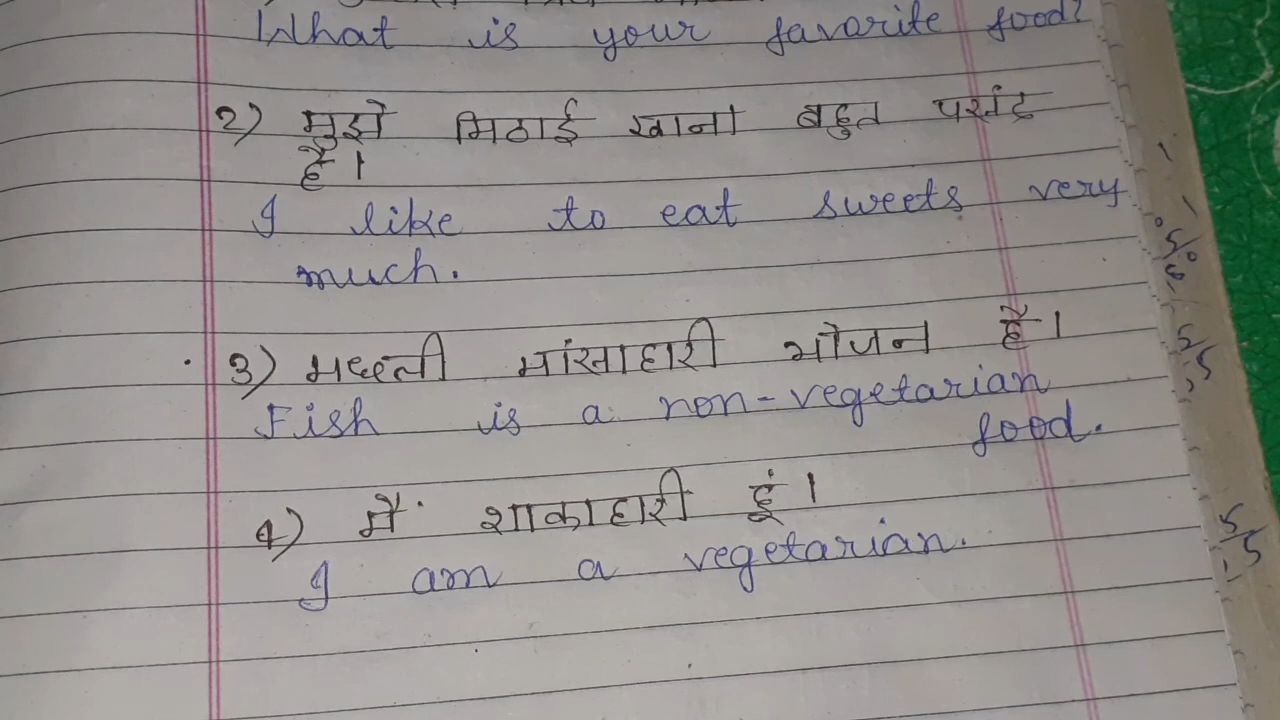 What is your favorite food?
2) मुझे मिठाई खाना बहुत पसंद
है।
I like to eat sweets very
much.
3) मछली मांसाहारी भोजन है।
Fish is a non-vegetarian
food.
4) मैं शाकाहारी हूं।
I am a vegetarian.